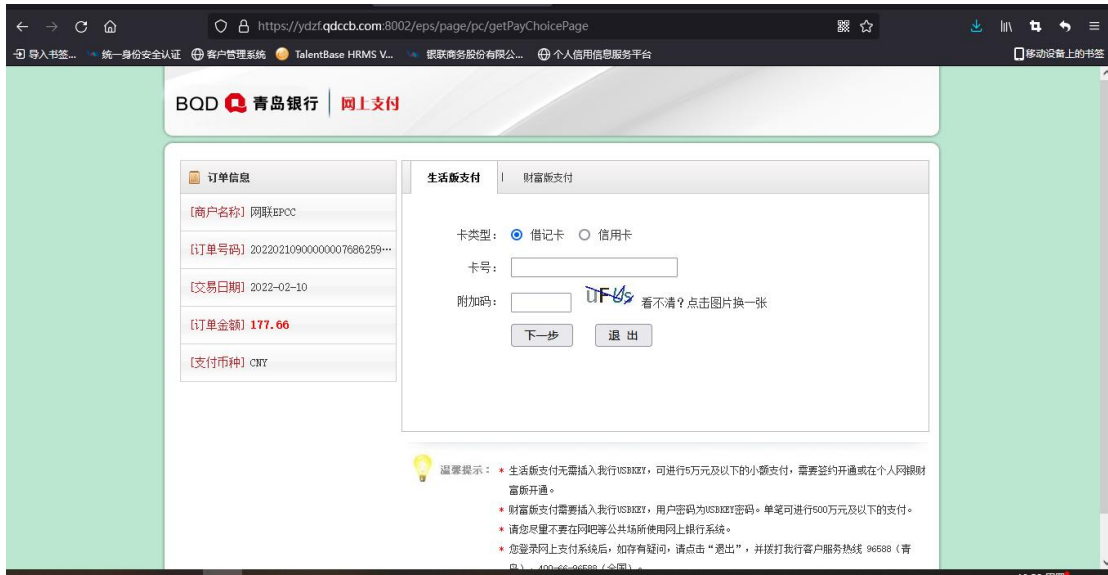 https://ydzf.qdccb.com:8002/eps/page/pc/getPayChoicePage
导入书签... 统一身份安全认证 客户管理系统 TalentBase HRMS V... 银联商务股份有限公... 个人信用信息服务平台 移动设备上的书签
BQD 青岛银行 网上支付
订单信息
[商户名称] 网联EPCC
[订单号码] 20220210900000007686259…
[交易日期] 2022-02-10
[订单金额] 177.66
[支付币种] CNY
生活版支付 | 财富版支付
卡类型： 借记卡 信用卡
卡号：
附加码： uFUs 看不清？点击图片换一张
下一步 退 出
温馨提示： * 生活版支付无需插入我行USBKEY，可进行5万元及以下的小额支付，需要签约开通或在个人网银财
富版开通。
* 财富版支付需要插入我行USBKEY，用户密码为USBKEY密码。单笔可进行500万元及以下的支付。
* 请您尽量不要在网吧等公共场所使用网上银行系统。
* 您登录网上支付系统后，如存有疑问，请点击“退出”，并拨打我行客户服务热线 96588（青
岛）、400-66-96588（全国）。